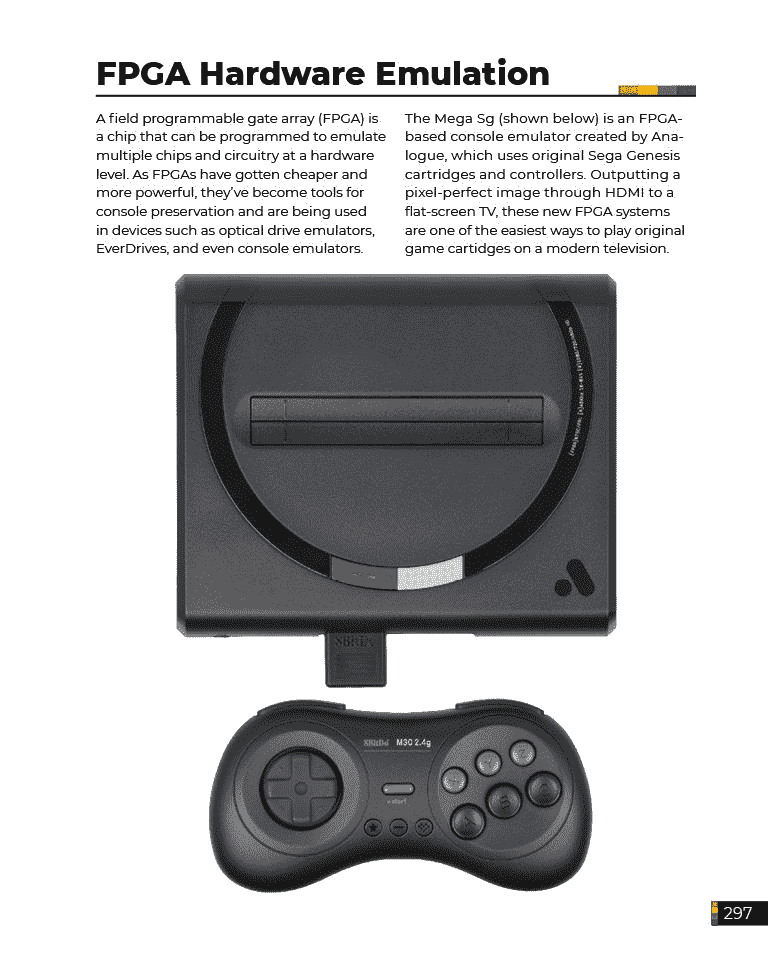 FPGA Hardware Emulation
A field programmable gate array (FPGA) is
a chip that can be programmed to emulate
multiple chips and circuitry at a hardware
level. As FPGAs have gotten cheaper and
more powerful, they've become tools for
console preservation and are being used
in devices such as optical drive emulators,
EverDrives, and even console emulators.
The Mega Sg (shown below) is an FPGA-
based console emulator created by Ana-
logue, which uses original Sega Genesis
cartridges and controllers. Outputting a
pixel-perfect image through HDMI to a
flat-screen TV, these new FPGA systems
are one of the easiest ways to play original
game cartidges on a modern television.
8BitDo M30 2.4g
start
X Y Z
A B C
297